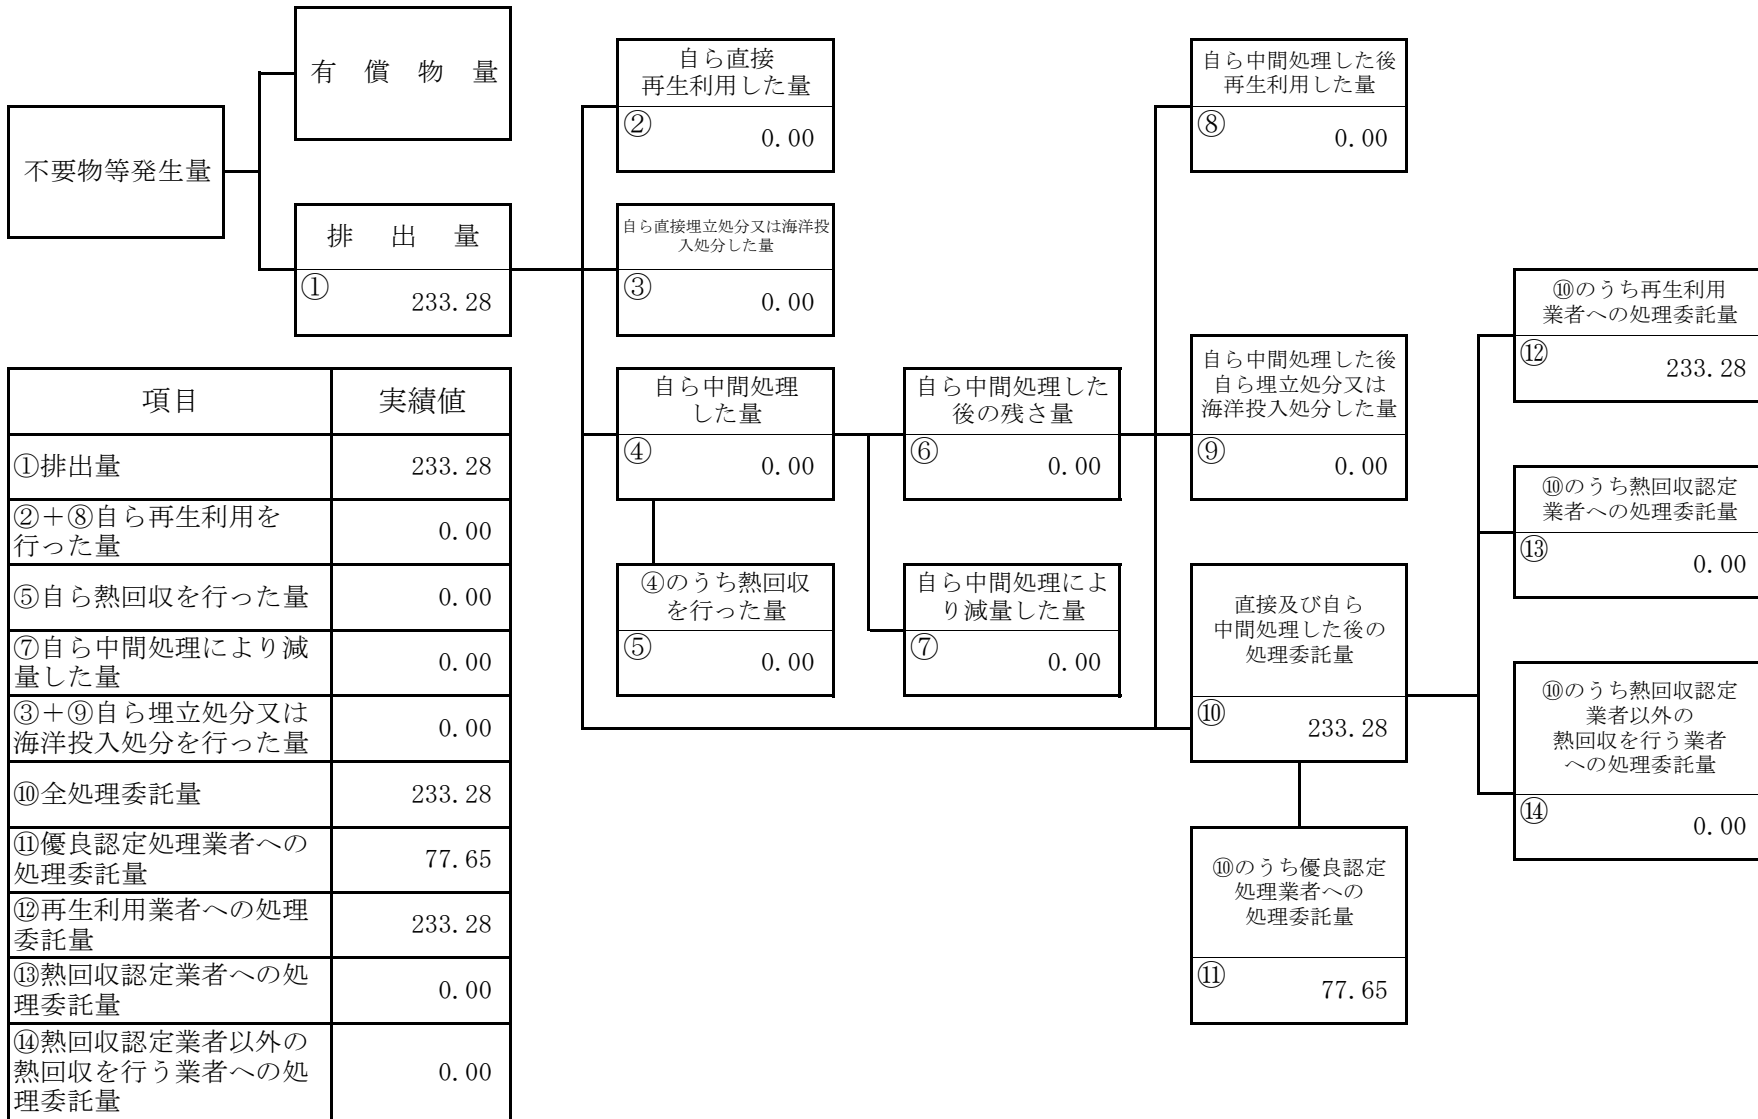 有償物量
不要物等発生量
排出量
①
233.28
自ら直接
再生利用した量
②
0.00
自ら直接埋立処分又は海洋投
入処分した量
③
0.00
自ら中間処理
した量
④
0.00
④のうち熱回収
を行った量
⑤
0.00
自ら中間処理した
後の残さ量
⑥
0.00
自ら中間処理によ
り減量した量
⑦
0.00
自ら中間処理した後
再生利用した量
⑧
0.00
自ら中間処理した後
自ら埋立処分又は
海洋投入処分した量
⑨
0.00
直接及び自ら
中間処理した後の
処理委託量
⑩
233.28
⑩のうち優良認定
処理業者への
処理委託量
⑪
77.65
⑩のうち再生利用
業者への処理委託量
⑫
233.28
⑩のうち熱回収認定
業者への処理委託量
⑬
0.00
⑩のうち熱回収認定
業者以外の
熱回収を行う業者
への処理委託量
⑭
0.00
項目 実績値
①排出量 233.28
②＋⑧自ら再生利用を
行った量 0.00
⑤自ら熱回収を行った量 0.00
⑦自ら中間処理により減
量した量 0.00
③＋⑨自ら埋立処分又は
海洋投入処分を行った量 0.00
⑩全処理委託量 233.28
⑪優良認定処理業者への
処理委託量 77.65
⑫再生利用業者への処理
委託量 233.28
⑬熱回収認定業者への処
理委託量 0.00
⑭熱回収認定業者以外の
熱回収を行う業者への処
理委託量 0.00